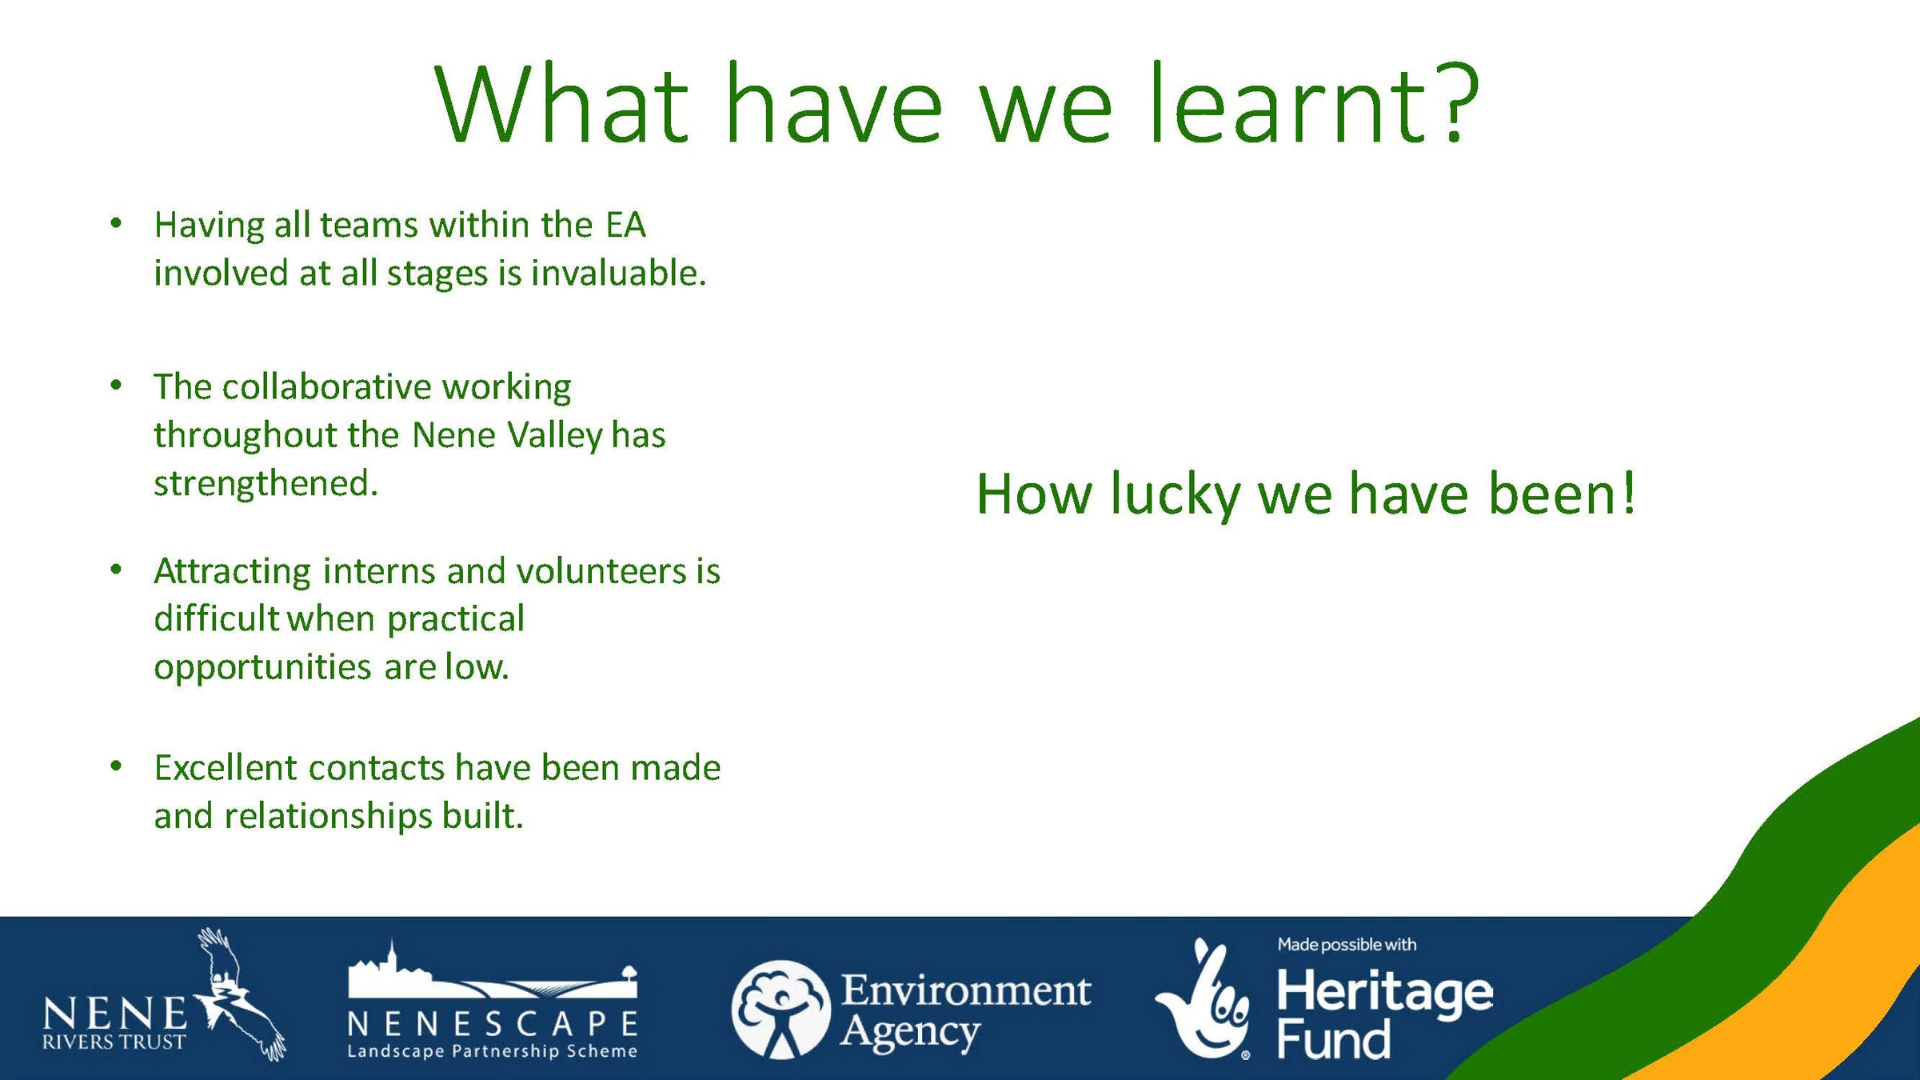 What have we learnt?
• Having all teams within the EA
involved at all stages is invaluable.
• The collaborative working
throughout the Nene Valley has
strengthened.
• Attracting interns and volunteers is
difficult when practical
opportunities are low.
• Excellent contacts have been made
and relationships built.
How lucky we have been!
NENE
RIVERS TRUST
NENESCAPE
Landscape Partnership Scheme
Environment
Agency
Made possible with
Heritage
Fund